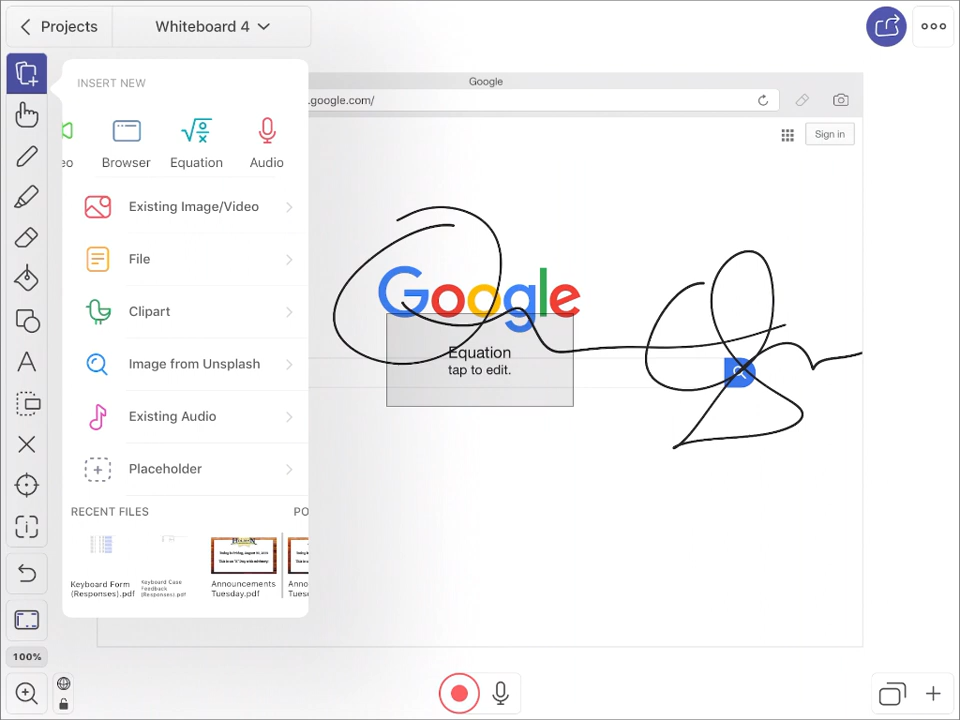 Projects
Whiteboard 4
INSERT NEW
eo
Browser
Equation
Audio
Existing Image/Video
File
Clipart
Image from Unsplash
Existing Audio
Placeholder
RECENT FILES
PO
Keyboard Form
(Responses).pdf
Keyboard Case
Feedback
(Responses).pdf
Announcements
Tuesday.pdf
Anno
Tues
Google
.google.com/
Sign in
Google
Equation
tap to edit.
100%